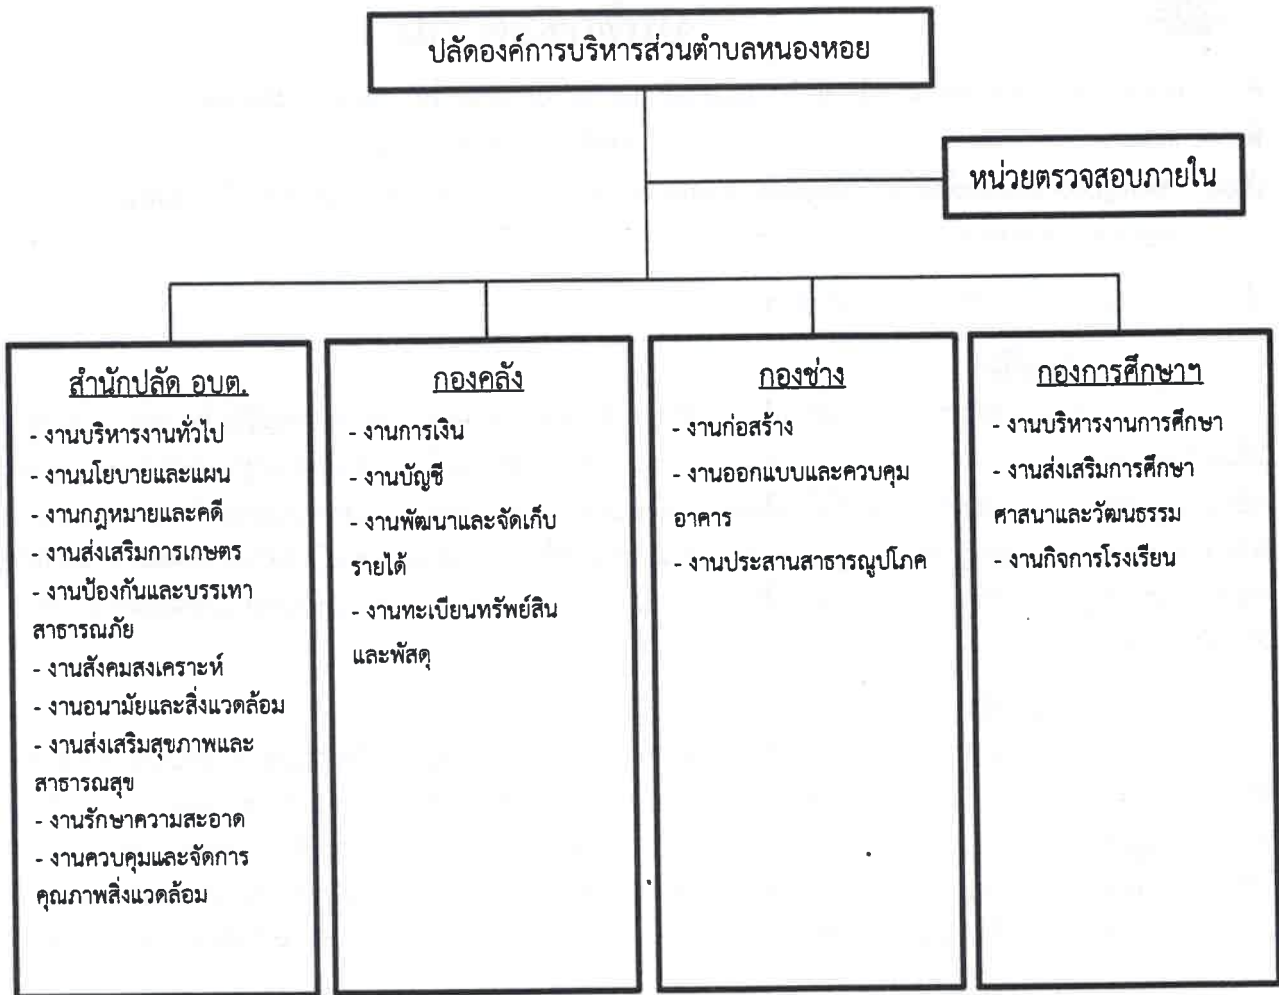 ปลัดองค์การบริหารส่วนตำบลหนองหอย
หน่วยตรวจสอบภายใน
สำนักปลัด อบต.
- งานบริหารงานทั่วไป
- งานนโยบายและแผน
- งานกฎหมายและคดี
- งานส่งเสริมการเกษตร
- งานป้องกันและบรรเทา
สาธารณภัย
- งานสังคมสงเคราะห์
- งานอนามัยและสิ่งแวดล้อม
- งานส่งเสริมสุขภาพและ
สาธารณสุข
- งานรักษาความสะอาด
- งานควบคุมและจัดการ
คุณภาพสิ่งแวดล้อม
กองคลัง
- งานการเงิน
- งานบัญชี
- งานพัฒนาและจัดเก็บ
รายได้
- งานทะเบียนทรัพย์สิน
และพัสดุ
กองช่าง
- งานก่อสร้าง
- งานออกแบบและควบคุม
อาคาร
- งานประสานสาธารณูปโภค
กองการศึกษาฯ
- งานบริหารงานการศึกษา
- งานส่งเสริมการศึกษา
ศาสนาและวัฒนธรรม
- งานกิจการโรงเรียน